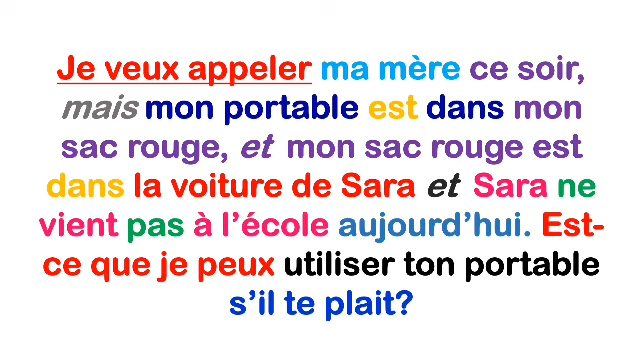 Je veux appeler ma mère ce soir,
mais mon portable est dans mon
sac rouge, et mon sac rouge est
dans la voiture de Sara et Sara ne
vient pas à l’école aujourd’hui. Est-
ce que je peux utiliser ton portable
s’il te plait?